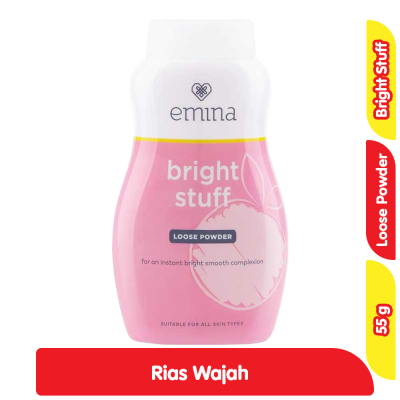 emina
bright
stuff
LOOSE POWDER
for an instant bright smooth complexion
SUITABLE FOR ALL SKIN TYPES
Bright Stuff
Loose Powder
55 g
Rias Wajah